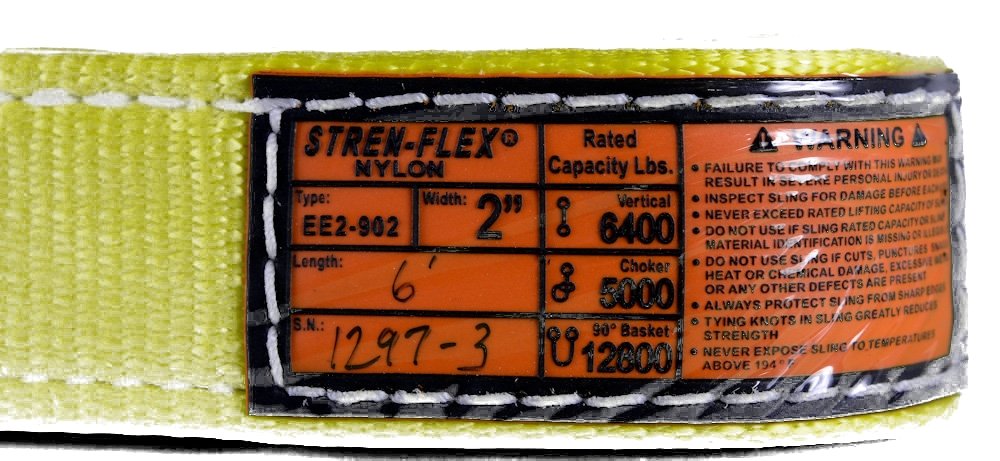 STREN-FLEX®
NYLON
Type:
EE2-902
Width:
2"
Length:
6'
S.N.:
1297-3
Rated
Capacity Lbs.
Vertical
6400
Choker
5000
90° Basket
12800
WARNING
• FAILURE TO COMPLY WITH THIS WARNING MAY
RESULT IN SEVERE PERSONAL INJURY OR
• INSPECT SLING FOR DAMAGE BEFORE EACH
• NEVER EXCEED RATED LIFTING CAPACITY OF
• DO NOT USE IF SLING RATED CAPACITY OR SLING
MATERIAL IDENTIFICATION IS MISSING OR
• DO NOT USE SLING IF CUTS, PUNCTURES,
HEAT OR CHEMICAL DAMAGE, EXCESSIVE
OR ANY OTHER DEFECTS ARE PRESENT
• ALWAYS PROTECT SLING FROM SHARP EDGES
• TYING KNOTS IN SLING GREATLY REDUCES
STRENGTH
• NEVER EXPOSE SLING TO TEMPERATURES
ABOVE 194°F